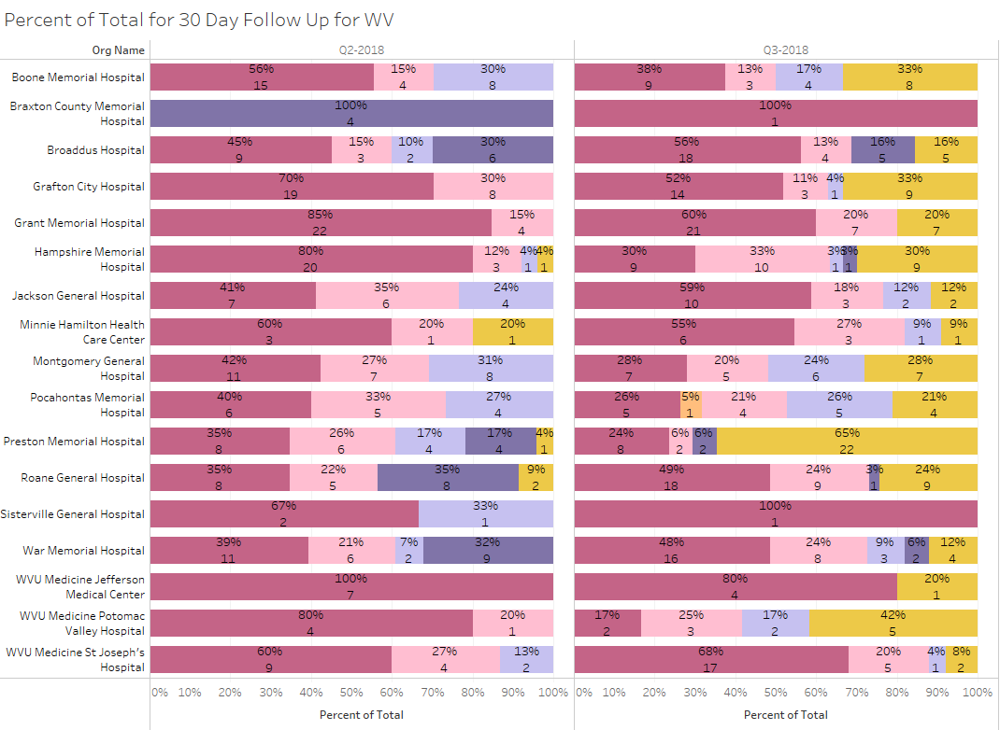 Percent of Total for 30 Day Follow Up for WV
Org Name Q2-2018 Q3-2018
Boone Memorial Hospital 56% 15% 30% 38% 13% 17% 33%
15 4 8 9 3 4 8
Braxton County Memorial Hospital 100% 100%
4 1
Broaddus Hospital 45% 15% 10% 30% 56% 13% 16% 16%
9 3 2 6 18 4 5 5
Grafton City Hospital 70% 30% 52% 11% 4% 33%
19 8 14 3 1 9
Grant Memorial Hospital 85% 15% 60% 20% 20%
22 4 21 7 7
Hampshire Memorial Hospital 80% 12% 4% 4% 30% 33% 3% 3% 30%
20 3 1 1 9 10 1 1 9
Jackson General Hospital 41% 35% 24% 59% 18% 12% 12%
7 6 4 10 3 2 2
Minnie Hamilton Health Care Center 60% 20% 20% 55% 27% 9% 9%
3 1 1 6 3 1 1
Montgomery General Hospital 42% 27% 31% 28% 20% 24% 28%
11 7 8 7 5 6 7
Pocahontas Memorial Hospital 40% 33% 27% 26% 5% 21% 26% 21%
6 5 4 5 1 4 5 4
Preston Memorial Hospital 35% 26% 17% 17% 4% 24% 6% 6% 65%
8 6 4 4 1 8 2 2 22
Roane General Hospital 35% 22% 35% 9% 49% 24% 3% 24%
8 5 8 2 18 9 1 9
Sisterville General Hospital 67% 33% 100%
2 1 1
War Memorial Hospital 39% 21% 7% 32% 48% 24% 9% 6% 12%
11 6 2 9 16 8 3 2 4
WVU Medicine Jefferson Medical Center 100% 80% 20%
7 4 1
WVU Medicine Potomac Valley Hospital 80% 20% 17% 25% 17% 42%
4 1 2 3 2 5
WVU Medicine St Joseph's Hospital 60% 27% 13% 68% 20% 4% 8%
9 4 2 17 5 1 2
0% 10% 20% 30% 40% 50% 60% 70% 80% 90% 100% 0% 10% 20% 30% 40% 50% 60% 70% 80% 90% 100%
Percent of Total Percent of Total